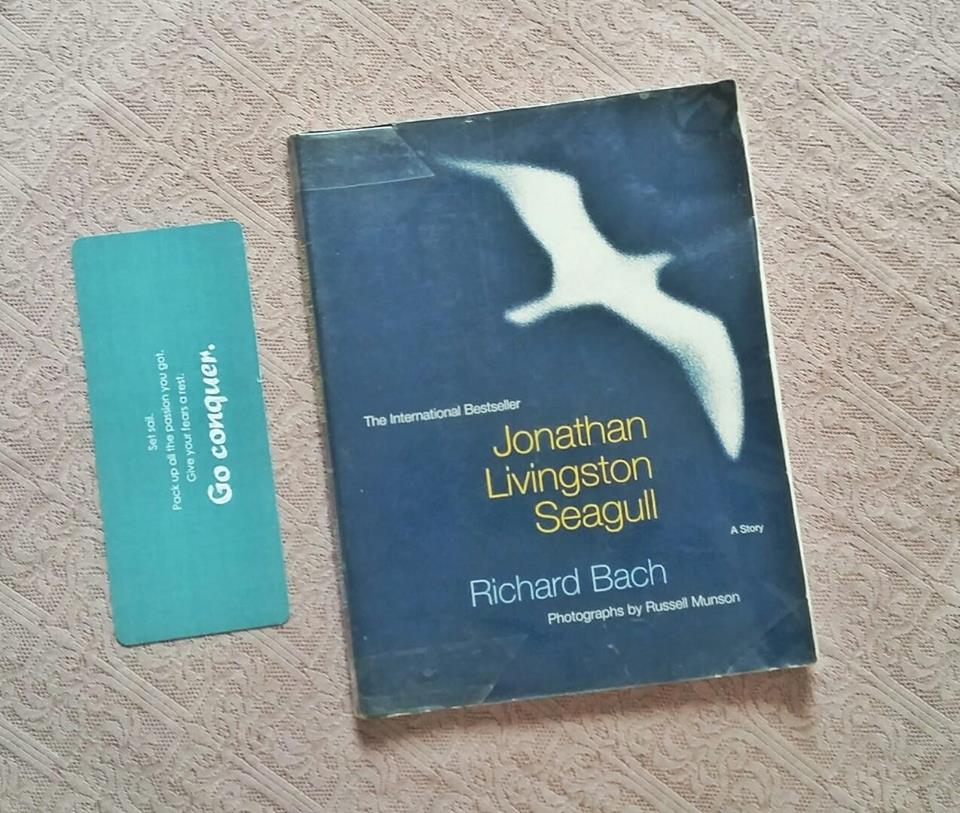 Set sail.
Pack up all the passion you got.
Give your fears a rest.
Go conquer.
The International Bestseller
Jonathan
Livingston
Seagull
A Story
Richard Bach
Photographs by Russell Munson